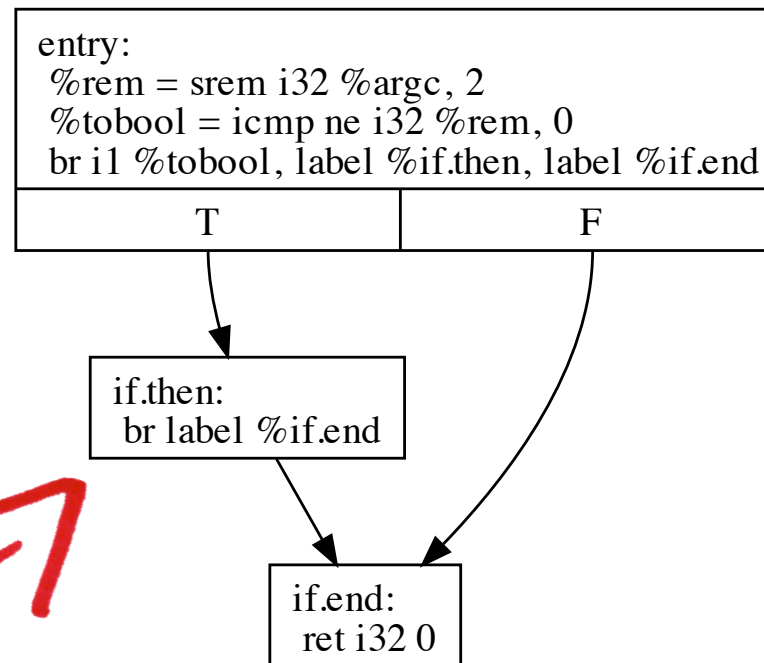 entry:
%rem = srem i32 %argc, 2
%tobool = icmp ne i32 %rem, 0
br i1 %tobool, label %if.then, label %if.end
T
F
if.then:
br label %if.end
if.end:
ret i32 0